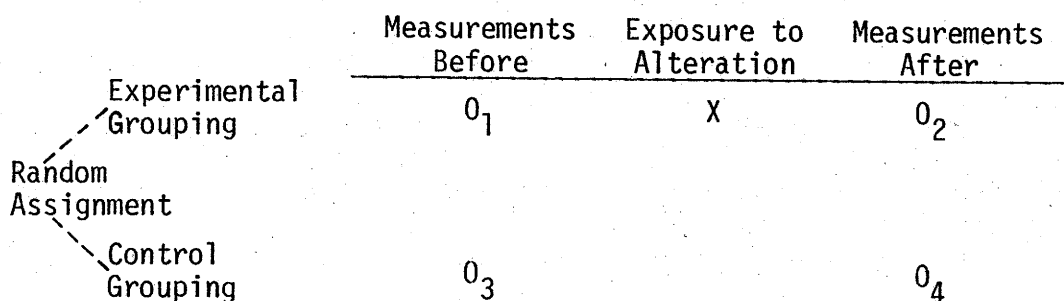 Measurements Before
Exposure to Alteration
Measurements After
Experimental Grouping
O₁
X
O₂
Random Assignment
Control Grouping
O₃
O₄